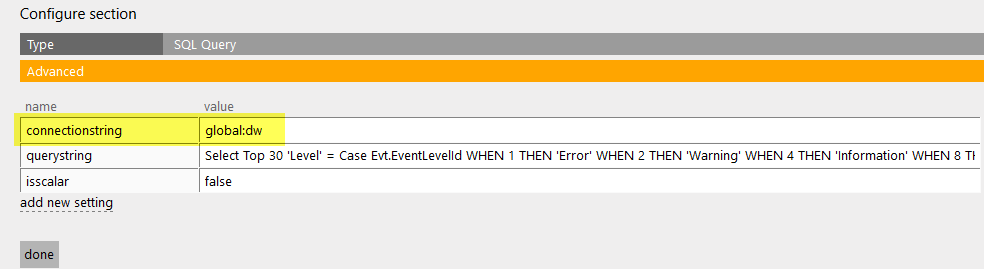 Configure section
Type SQL Query
Advanced
name value
connectionstring global:dw
querystring Select Top 30 'Level' = Case Evt.EventLevelId WHEN 1 THEN 'Error' WHEN 2 THEN 'Warning' WHEN 4 THEN 'Information' WHEN 8 TH
isscalar false
add new setting
done